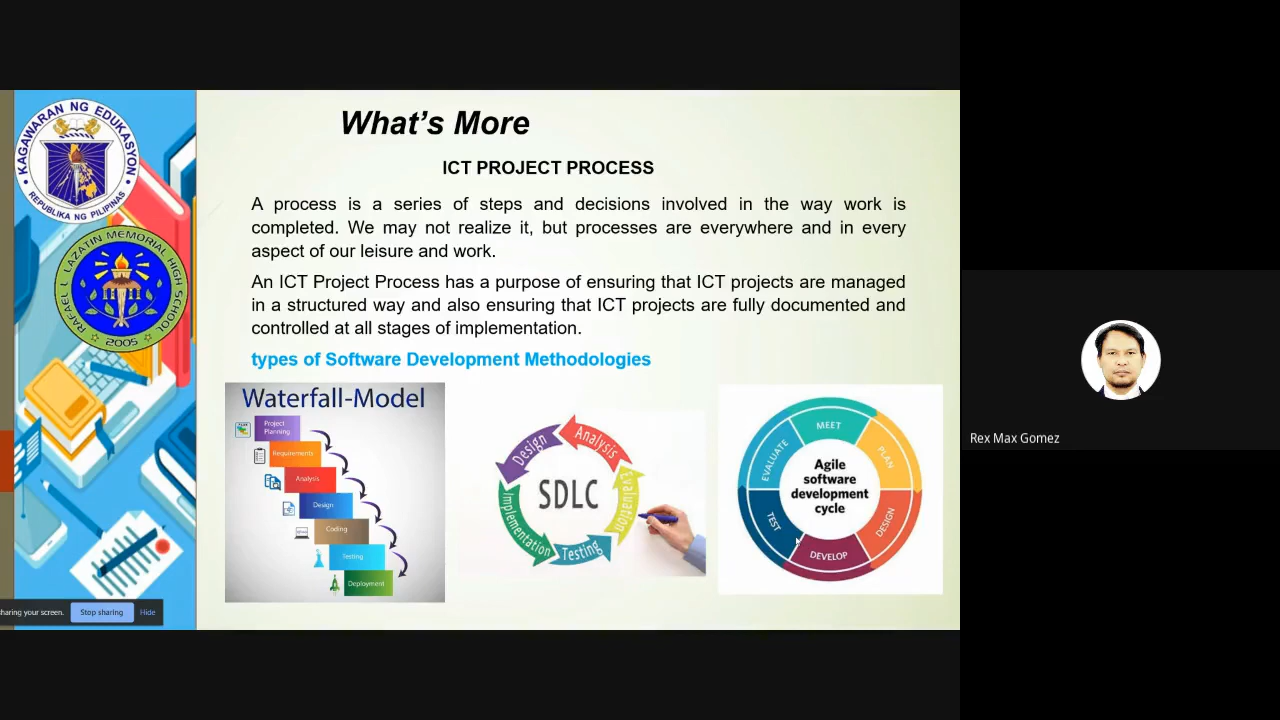 KAGAWARAN NG EDUKASYON
REPUBLIKA NG PILIPINAS
RAFAEL L. LAZATIN MEMORIAL HIGH SCHOOL
2005
What's More
ICT PROJECT PROCESS
A process is a series of steps and decisions involved in the way work is
completed. We may not realize it, but processes are everywhere and in every
aspect of our leisure and work.
An ICT Project Process has a purpose of ensuring that ICT projects are managed
in a structured way and also ensuring that ICT projects are fully documented and
controlled at all stages of implementation.
types of Software Development Methodologies
Waterfall-Model
Project
Planning
Requirements
Analysis
Design
Coding
Testing
Deployment
SDLC
Analysis
Evaluation
Testing
Implementation
Design
Agile
software
development
cycle
MEET
PLAN
DESIGN
DEVELOP
TEST
EVALUATE
sharing your screen.
Stop sharing
Hide
Rex Max Gomez